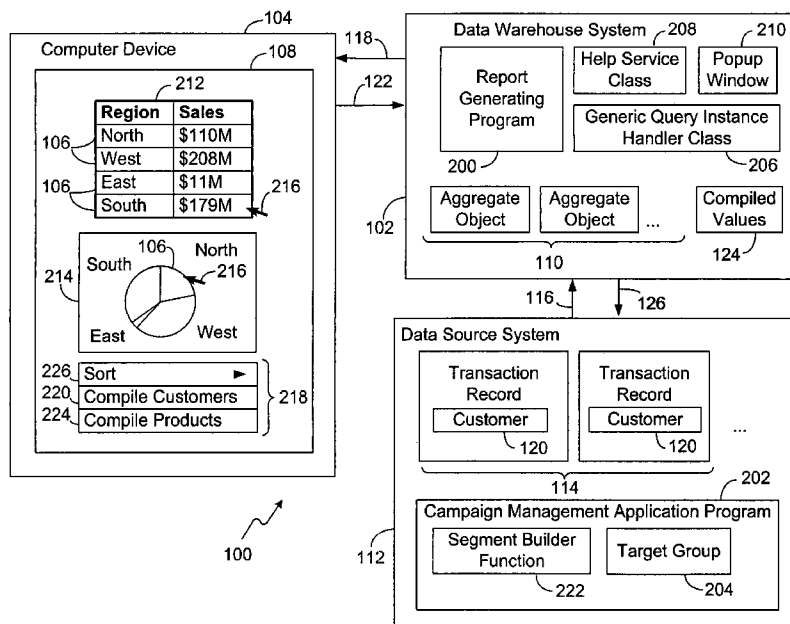 104
Computer Device
108
212
Region Sales
North $110M
West $208M
East $11M
South $179M
106
106
216
106
North
South
216
214
East
West
226
Sort
220
Compile Customers
224
Compile Products
218
100
118
122
Data Warehouse System
208
210
Report Generating Program
200
Help Service Class
Popup Window
Generic Query Instance Handler Class
206
102
Aggregate Object
Aggregate Object
...
110
Compiled Values
124
116
126
Data Source System
Transaction Record
Customer
120
Transaction Record
Customer
120
...
114
202
112
Campaign Management Application Program
Segment Builder Function
222
Target Group
204